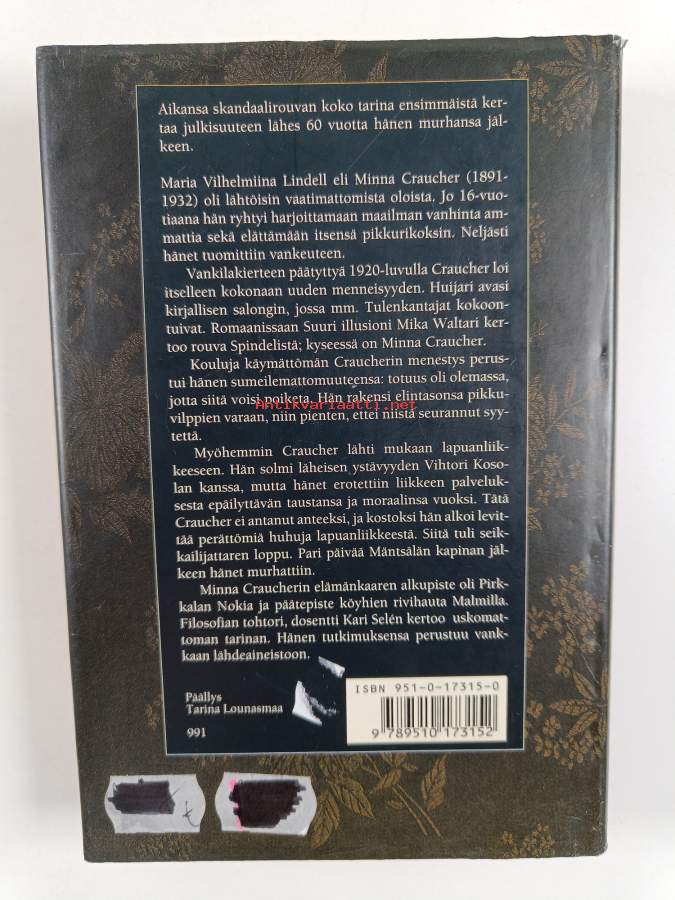 Aikansa skandaalirouvan koko tarina ensimmäistä ker-
taa julkisuuteen lähes 60 vuotta hänen murhansa jäl-
keen.
Maria Vilhelmiina Lindell eli Minna Craucher (1891-
1932) oli lähtöisin vaatimattomista oloista. Jo 16-vuo-
tiaana hän ryhtyi harjoittamaan maailman vanhinta am-
mattia sekä elättämään itsensä pikkurikoksin. Neljästi
hänet tuomittiin vankeuteen.
Vankilakierteen päätyttyä 1920-luvulla Craucher loi
itselleen kokonaan uuden menneisyyden. Huijari avasi
kirjallisen salongin, jossa mm. Tulenkantajat kokoon-
tuivat. Romaanissaan Suuri illusioni Mika Waltari ker-
too rouva Spindelistä; kyseessä on Minna Craucher.
Kouluja käymättömän Craucherin menestys perus-
tui hänen sumeilemattomuuteensa: totuus oli olemassa,
jotta siitä voisi poiketa. Hän rakensi elintasonsa pikku-
vilppien varaan, niin pienten, ettei niistä seurannut syy-
tettä.
Antikvariaatti.net
Myöhemmin Craucher lähti mukaan lapuanliik-
keeseen. Hän solmi läheisen ystävyyden Vihtori Koso-
lan kanssa, mutta hänet erotettiin liikkeen palveluk-
sesta epäilyttävän taustansa ja moraalinsa vuoksi. Tätä
Craucher ei antanut anteeksi, ja kostoksi hän alkoi levit-
tää perättömiä huhuja lapuanliikkeestä. Siitä tuli seik-
kailijattaren loppu. Pari päivää Mäntsälän kapinan jäl-
keen hänet murhattiin.
Minna Craucherin elämänkaaren alkupiste oli Pirk-
kalan Nokia ja päätepiste köyhien rivihauta Malmilla.
Filosofian tohtori, dosentti Kari Selén kertoo uskomat-
toman tarinan. Hänen tutkimuksensa perustuu vank-
kaan lähdeaineistoon.
Päällys
Tarina Lounasmaa
991
ISBN 951-0-17315-0
9 789510 173152